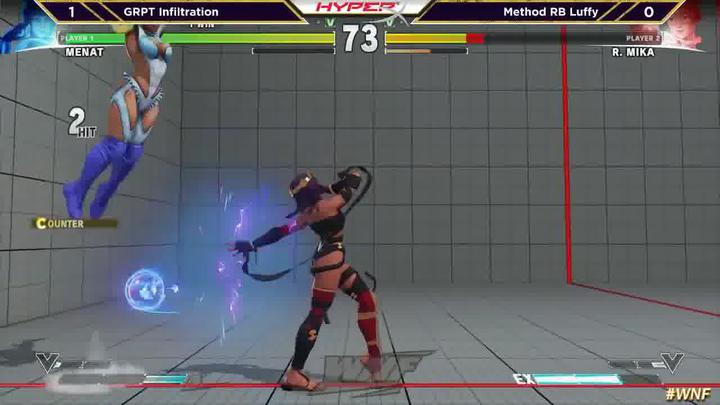 1 GRPT Infiltration
HYPER
Method RB Luffy 0
1 WIN
PLAYER 1
73
PLAYER 2
MENAT
R. MIKA
2 HIT
COUNTER
V
V
EX
#WNF